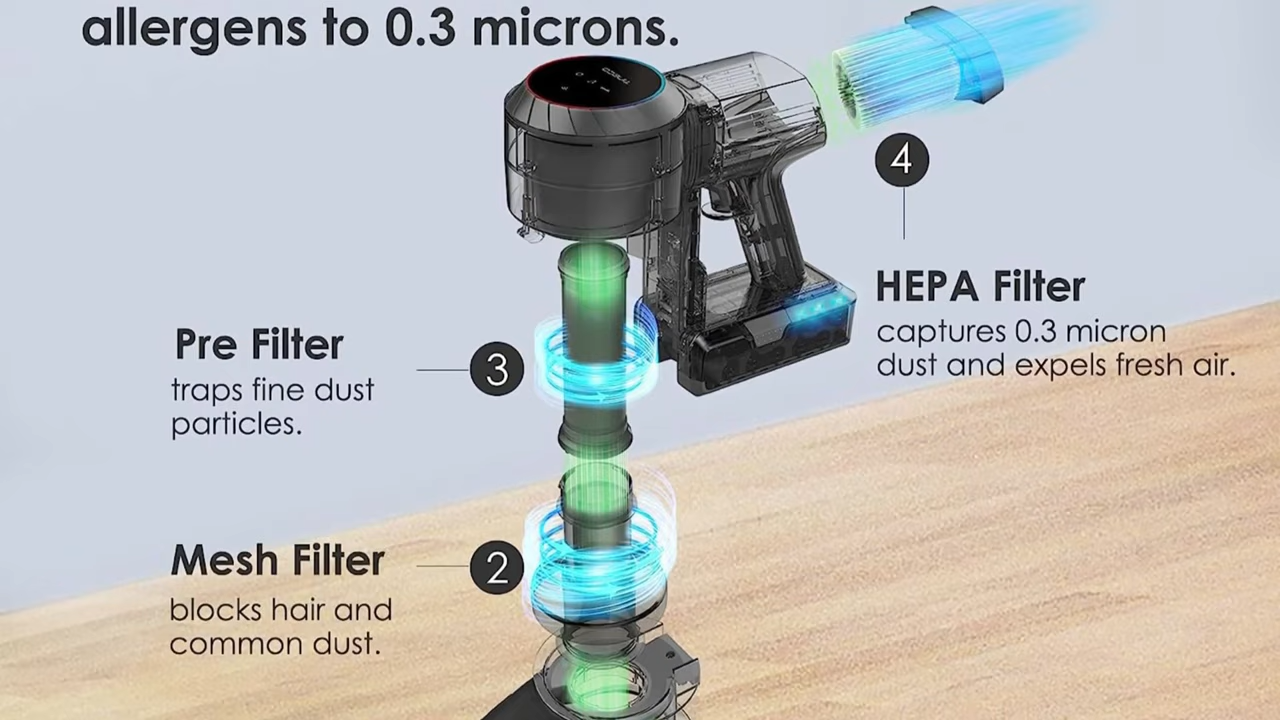 allergens to 0.3 microns.
4
HEPA Filter
captures 0.3 micron
dust and expels fresh air.
Pre Filter
3
traps fine dust
particles.
Mesh Filter
2
blocks hair and
common dust.